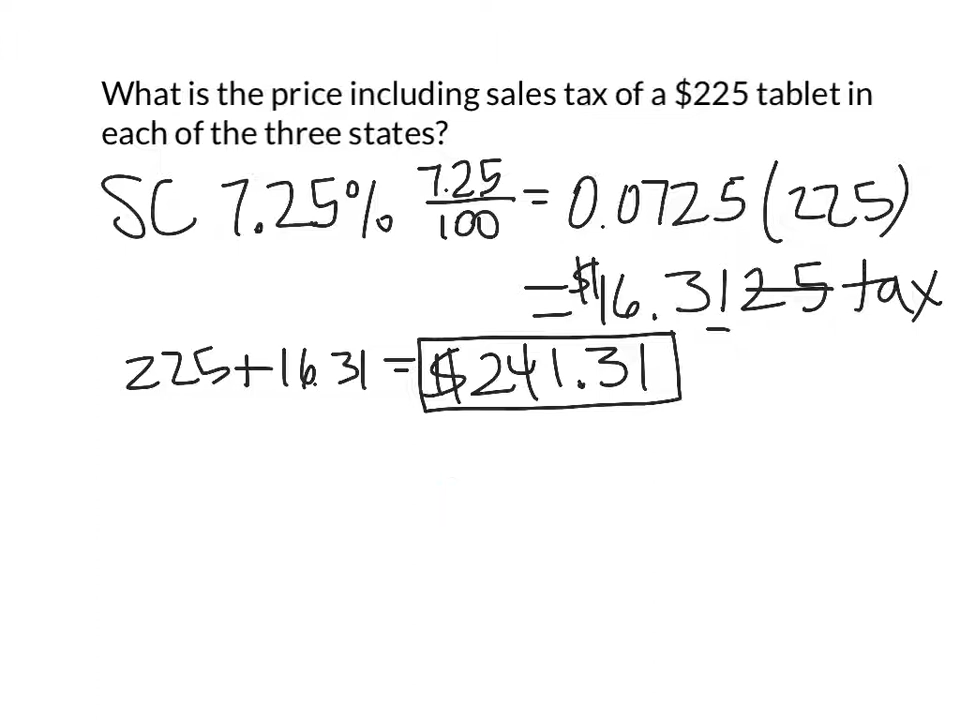 What is the price including sales tax of a $225 tablet in
each of the three states?
SC 7.25% 7.25/100 = 0.0725(225)
=$16.3125 tax
225+16.31 = $241.31